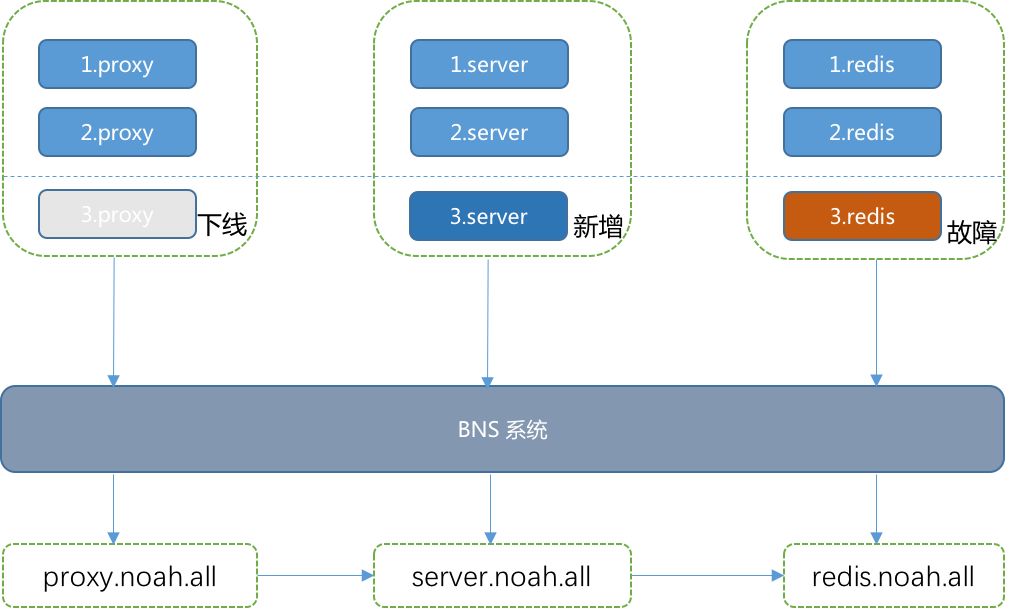 1.proxy
2.proxy
3.proxy
下线
1.server
2.server
3.server
新增
1.redis
2.redis
3.redis
故障
BNS 系统
proxy.noah.all
server.noah.all
redis.noah.all